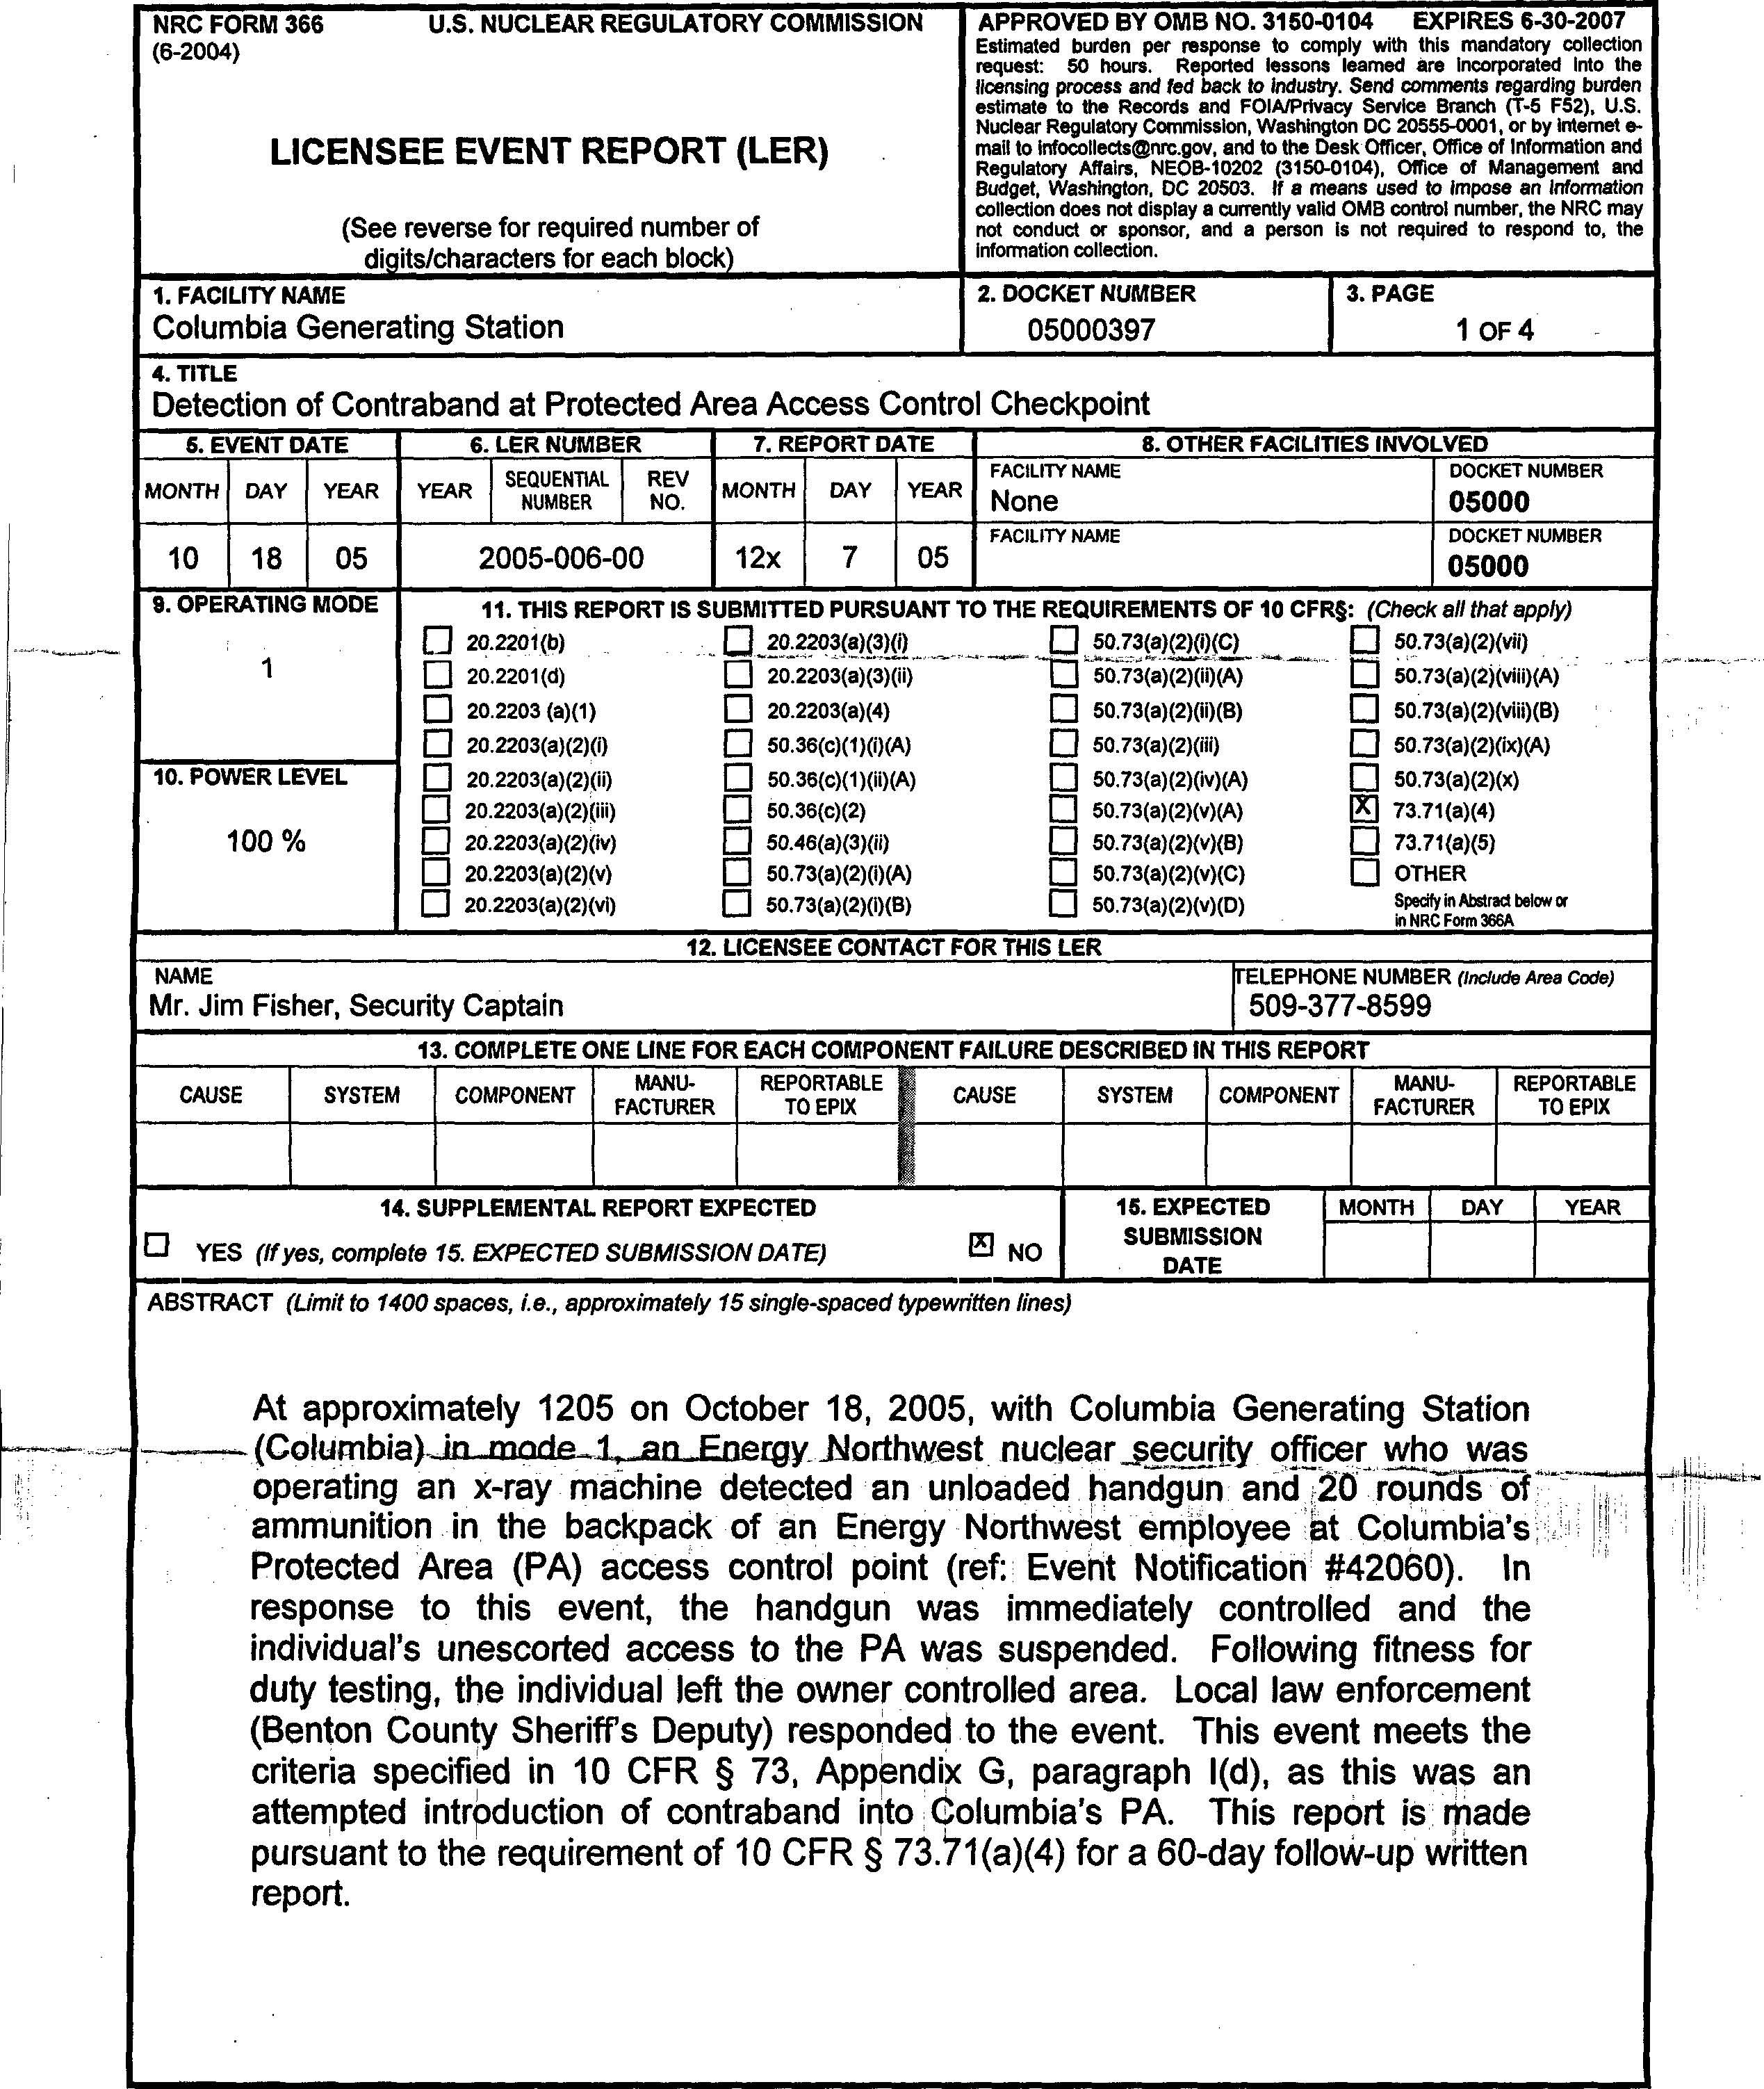 NRC FORM 366 U.S. NUCLEAR REGULATORY COMMISSION
(6-2004)
LICENSEE EVENT REPORT (LER)
(See reverse for required number of
digits/characters for each block)
APPROVED BY OMB NO. 3150-0104 EXPIRES 6-30-2007
Estimated burden per response to comply with this mandatory collection
request: 50 hours. Reported lessons learned are incorporated into the
licensing process and fed back to industry. Send comments regarding burden
estimate to the Records and FOIA/Privacy Service Branch (T-5 F52), U.S.
Nuclear Regulatory Commission, Washington DC 20555-0001, or by internet e-
mail to infocollects@nrc.gov, and to the Desk Officer, Office of Information and
Regulatory Affairs, NEOB-10202 (3150-0104), Office of Management and
Budget, Washington, DC 20503. If a means used to impose an information
collection does not display a currently valid OMB control number, the NRC may
not conduct or sponsor, and a person is not required to respond to, the
information collection.
1. FACILITY NAME
Columbia Generating Station
2. DOCKET NUMBER
05000397
3. PAGE
1 OF 4
4. TITLE
Detection of Contraband at Protected Area Access Control Checkpoint
5. EVENT DATE 6. LER NUMBER 7. REPORT DATE 8. OTHER FACILITIES INVOLVED
MONTH DAY YEAR YEAR SEQUENTIAL NUMBER REV NO. MONTH DAY YEAR
FACILITY NAME
None
DOCKET NUMBER
05000
10 18 05 2005-006-00 12x 7 05
FACILITY NAME
DOCKET NUMBER
05000
9. OPERATING MODE
1
10. POWER LEVEL
100 %
11. THIS REPORT IS SUBMITTED PURSUANT TO THE REQUIREMENTS OF 10 CFR§: (Check all that apply)
20.2201(b) 20.2203(a)(3)(i) 50.73(a)(2)(i)(C) 50.73(a)(2)(vii)
20.2201(d) 20.2203(a)(3)(ii) 50.73(a)(2)(ii)(A) 50.73(a)(2)(viii)(A)
20.2203 (a)(1) 20.2203(a)(4) 50.73(a)(2)(ii)(B) 50.73(a)(2)(viii)(B)
20.2203(a)(2)(i) 50.36(c)(1)(i)(A) 50.73(a)(2)(iii) 50.73(a)(2)(ix)(A)
20.2203(a)(2)(ii) 50.36(c)(1)(ii)(A) 50.73(a)(2)(iv)(A) 50.73(a)(2)(x)
20.2203(a)(2)(iii) 50.36(c)(2) 50.73(a)(2)(v)(A) X 73.71(a)(4)
20.2203(a)(2)(iv) 50.46(a)(3)(ii) 50.73(a)(2)(v)(B) 73.71(a)(5)
20.2203(a)(2)(v) 50.73(a)(2)(i)(A) 50.73(a)(2)(v)(C) OTHER
20.2203(a)(2)(vi) 50.73(a)(2)(i)(B) 50.73(a)(2)(v)(D) Specify in Abstract below or
in NRC Form 366A
12. LICENSEE CONTACT FOR THIS LER
NAME
Mr. Jim Fisher, Security Captain
TELEPHONE NUMBER (Include Area Code)
509-377-8599
13. COMPLETE ONE LINE FOR EACH COMPONENT FAILURE DESCRIBED IN THIS REPORT
CAUSE SYSTEM COMPONENT MANU-FACTURER REPORTABLE TO EPIX CAUSE SYSTEM COMPONENT MANU-FACTURER REPORTABLE TO EPIX
14. SUPPLEMENTAL REPORT EXPECTED
YES (If yes, complete 15. EXPECTED SUBMISSION DATE) X NO
15. EXPECTED
SUBMISSION
DATE
MONTH DAY YEAR
ABSTRACT (Limit to 1400 spaces, i.e., approximately 15 single-spaced typewritten lines)
At approximately 1205 on October 18, 2005, with Columbia Generating Station
(Columbia) in mode 1, an Energy Northwest nuclear security officer who was
operating an x-ray machine detected an unloaded handgun and 20 rounds of
ammunition in the backpack of an Energy Northwest employee at Columbia's
Protected Area (PA) access control point (ref: Event Notification #42060). In
response to this event, the handgun was immediately controlled and the
individual's unescorted access to the PA was suspended. Following fitness for
duty testing, the individual left the owner controlled area. Local law enforcement
(Benton County Sheriff's Deputy) responded to the event. This event meets the
criteria specified in 10 CFR § 73, Appendix G, paragraph I(d), as this was an
attempted introduction of contraband into Columbia's PA. This report is made
pursuant to the requirement of 10 CFR § 73.71(a)(4) for a 60-day follow-up written
report.